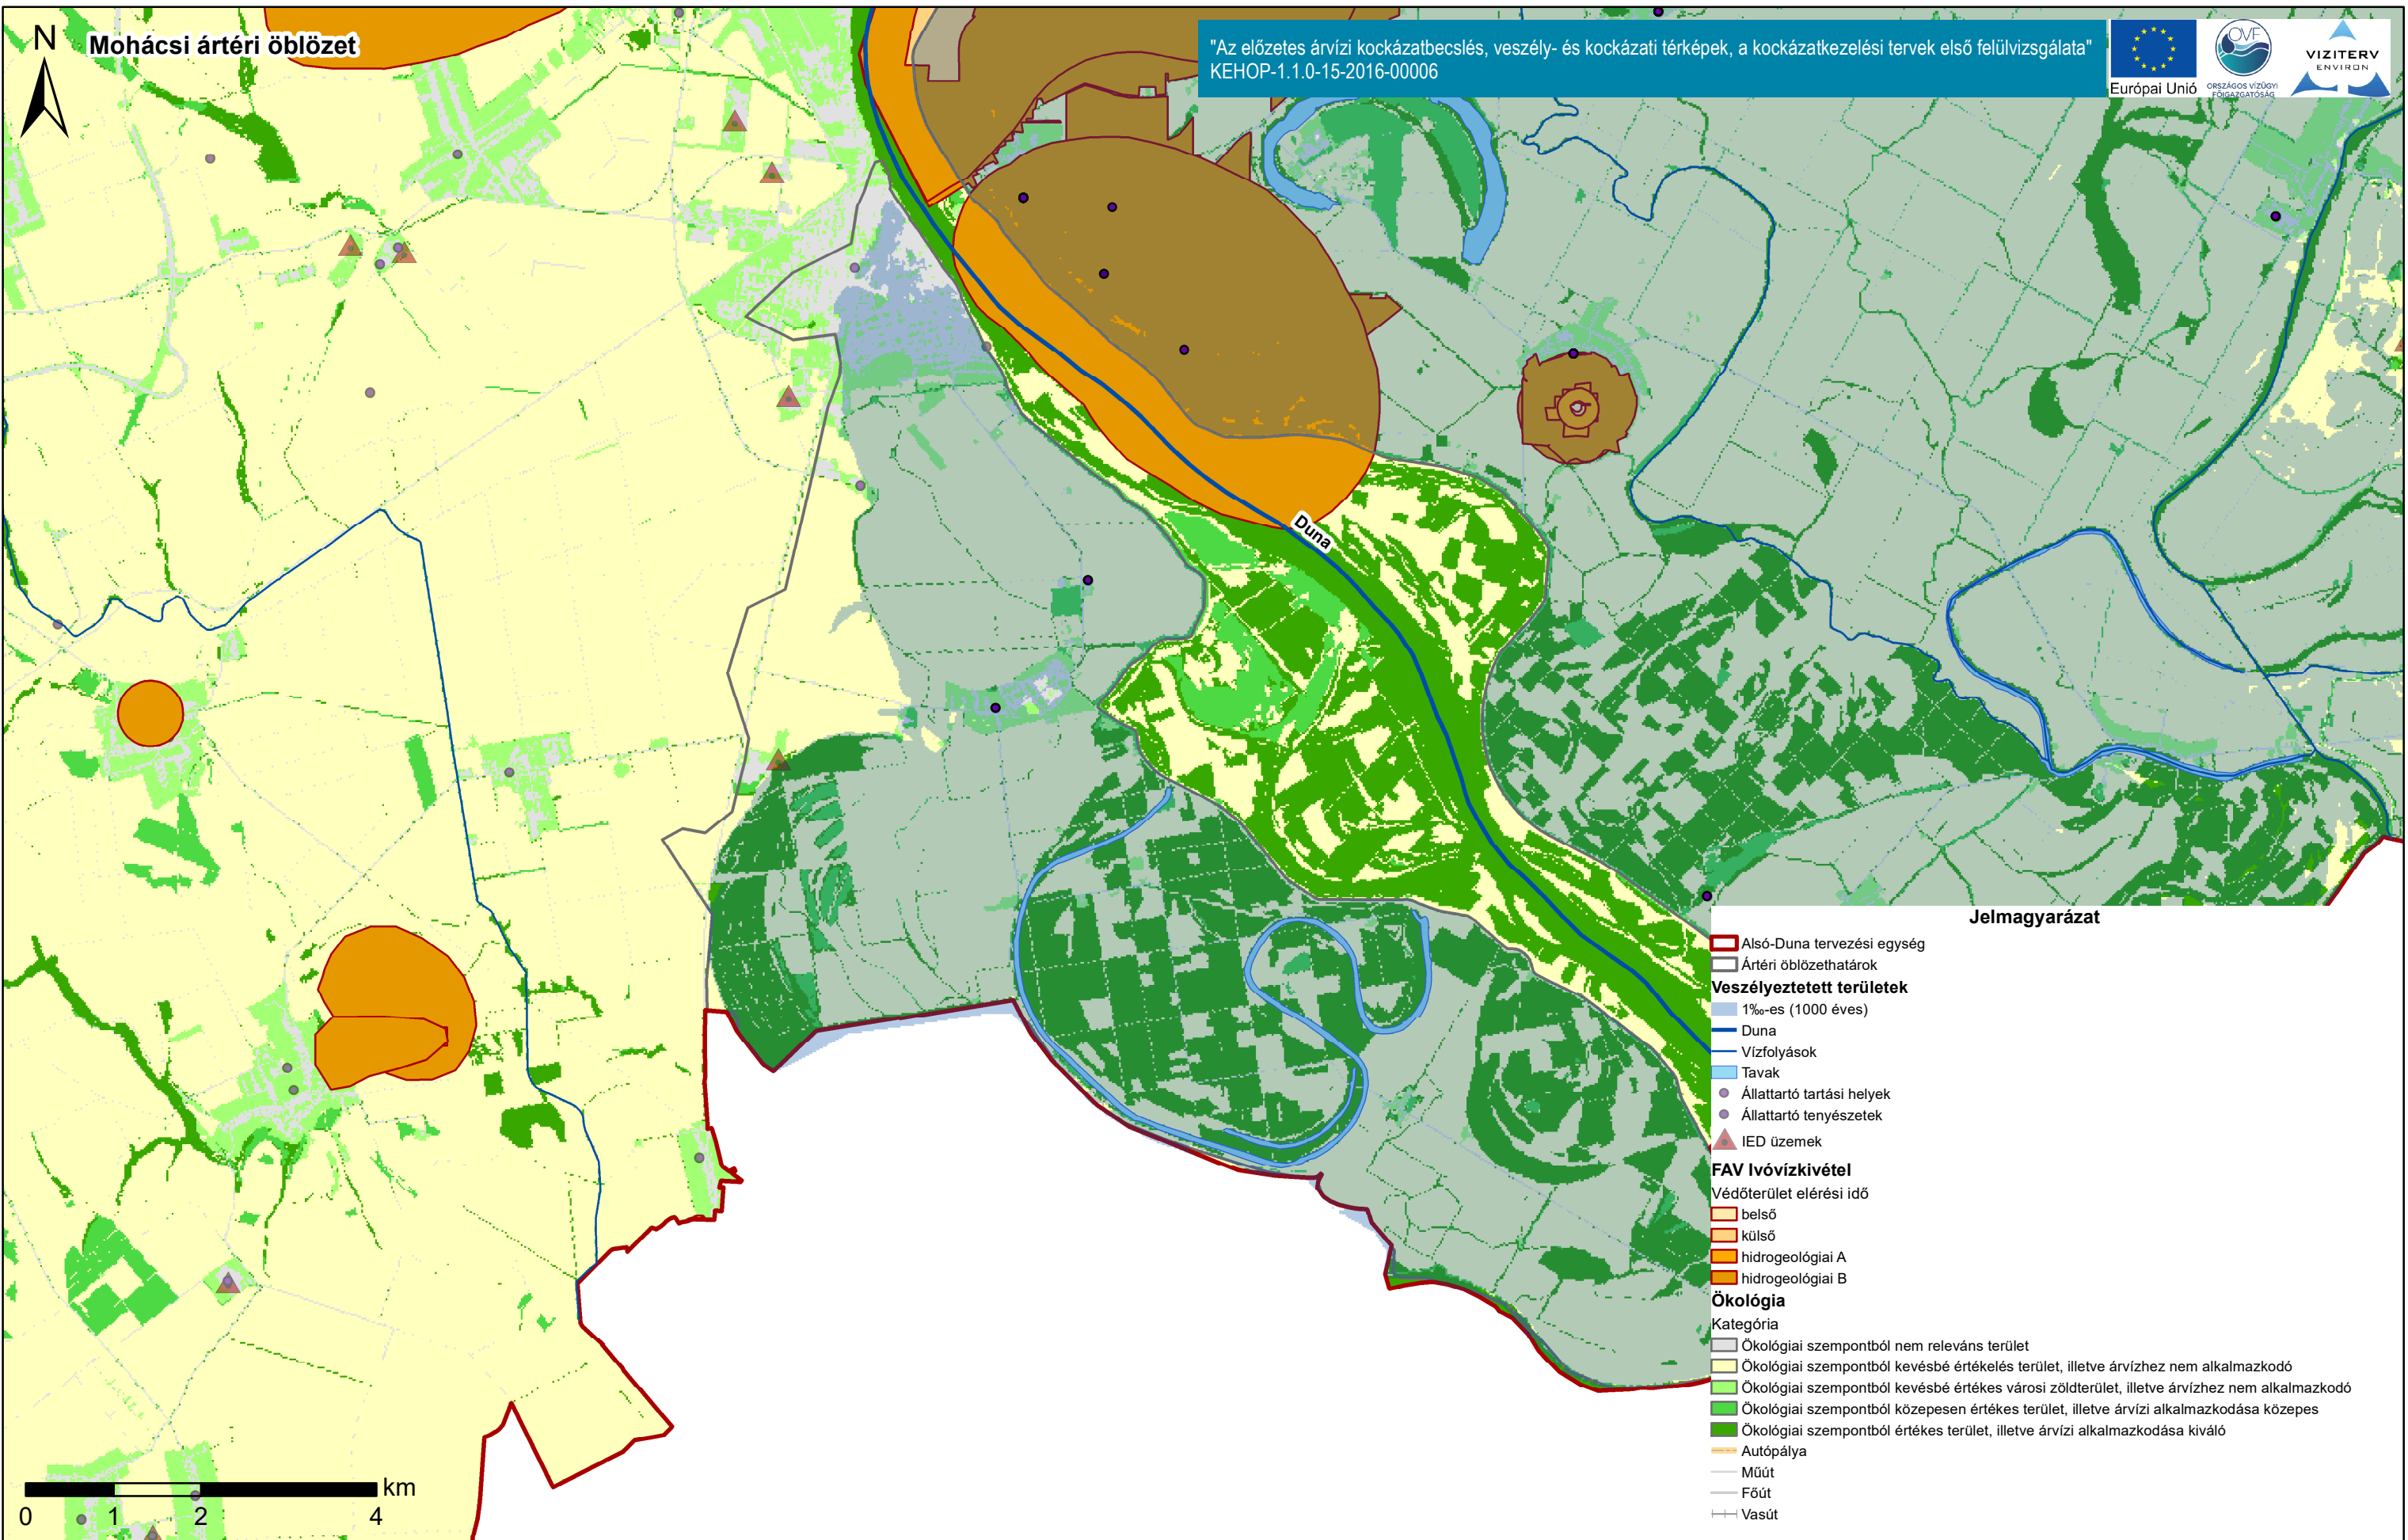 N
Mohácsi ártéri öblözet
"Az előzetes árvízi kockázatbecslés, veszély- és kockázati térképek, a kockázatkezelési tervek első felülvizsgálata"
KEHOP-1.1.0-15-2016-00006
Európai Unió
OVF
ORSZÁGOS VÍZÜGYI
FŐIGAZGATÓSÁG
VIZITERV
ENVIRON
Duna
Jelmagyarázat
Alsó-Duna tervezési egység
Ártéri öblözethatárok
Veszélyeztetett területek
1‰-es (1000 éves)
Duna
Vízfolyások
Tavak
Állattartó tartási helyek
Állattartó tenyészetek
IED üzemek
FAV Ivóvízkivétel
Védőterület elérési idő
belső
külső
hidrogeológiai A
hidrogeológiai B
Ökológia
Kategória
Ökológiai szempontból nem releváns terület
Ökológiai szempontból kevésbé értékelés terület, illetve árvízhez nem alkalmazkodó
Ökológiai szempontból kevésbé értékes városi zöldterület, illetve árvízhez nem alkalmazkodó
Ökológiai szempontból közepesen értékes terület, illetve árvízi alkalmazkodása közepes
Ökológiai szempontból értékes terület, illetve árvízi alkalmazkodása kiváló
Autópálya
Műút
Főút
Vasút
km
0 1 2 4